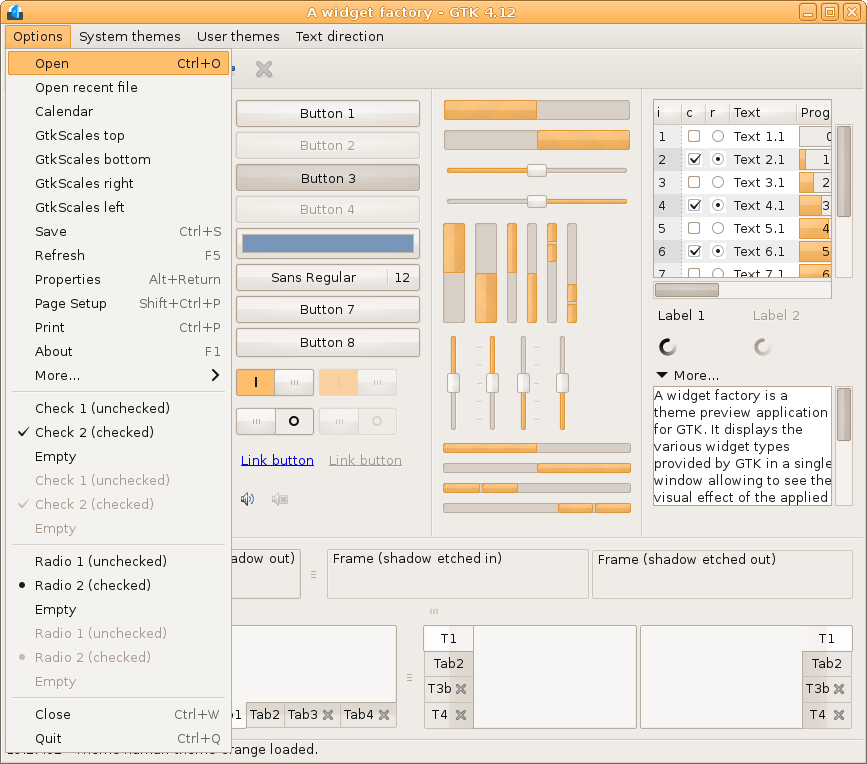 A widget factory - GTK 4.12
Options System themes User themes Text direction
Open Ctrl+O
Open recent file
Calendar
GtkScales top
GtkScales bottom
GtkScales right
GtkScales left
Save Ctrl+S
Refresh F5
Properties Alt+Return
Page Setup Shift+Ctrl+P
Print Ctrl+P
About F1
More...
Check 1 (unchecked)
Check 2 (checked)
Empty
Check 1 (unchecked)
Check 2 (checked)
Empty
Radio 1 (unchecked)
Radio 2 (checked)
Empty
Radio 1 (unchecked)
Radio 2 (checked)
Empty
Close Ctrl+W
Quit Ctrl+Q
Button 1
Button 2
Button 3
Button 4
Sans Regular 12
Button 7
Button 8
Link button Link button
i c r Text Prog
1 Text 1.1 0
2 Text 2.1 1
3 Text 3.1 2
4 Text 4.1 3
5 Text 5.1 4
6 Text 6.1 5
7 Text 7.1 6
Label 1 Label 2
More...
A widget factory is a
theme preview application
for GTK. It displays the
various widget types
provided by GTK in a single
window allowing to see the
visual effect of the applied
out) Frame (shadow etched in) Frame (shadow etched out)
Tab2 Tab3 Tab4
T1
Tab2
T3b
T4
T1
Tab2
T3b
T4
loaded.